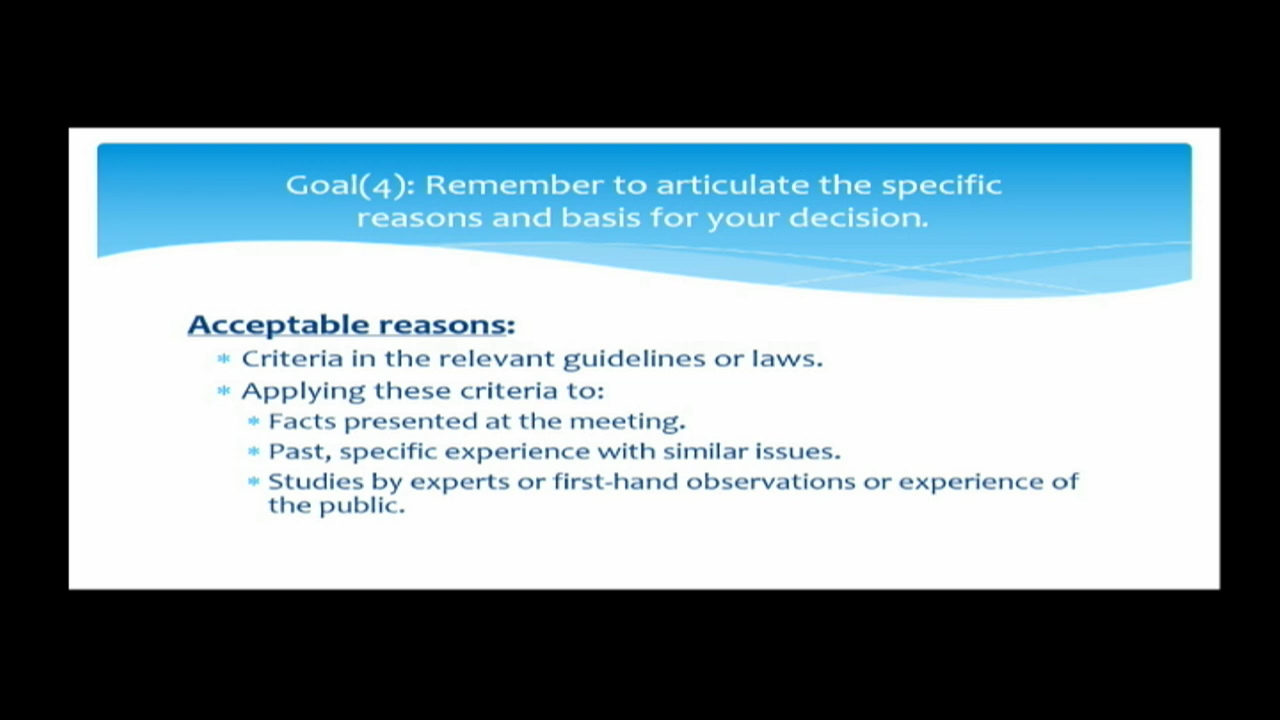 Goal(4): Remember to articulate the specific
reasons and basis for your decision.
Acceptable reasons:
* Criteria in the relevant guidelines or laws.
* Applying these criteria to:
* Facts presented at the meeting.
* Past, specific experience with similar issues.
* Studies by experts or first-hand observations or experience of
the public.